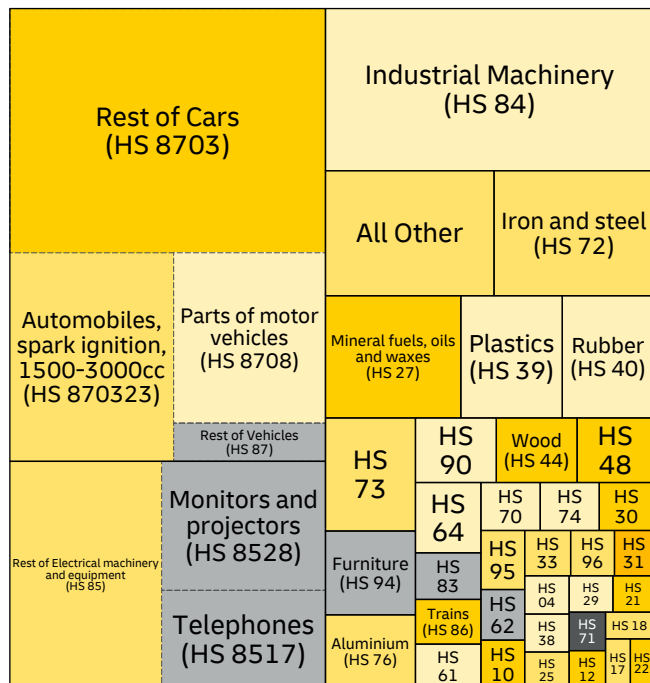 Rest of Cars
(HS 8703)
Industrial Machinery
(HS 84)
All Other
Iron and steel
(HS 72)
Automobiles,
spark ignition,
1500-3000cc
(HS 870323)
Parts of motor
vehicles
(HS 8708)
Rest of Vehicles
(HS 87)
Mineral fuels, oils
and waxes
(HS 27)
Plastics
(HS 39)
Rubber
(HS 40)
Rest of Electrical machinery
and equipment
(HS 85)
Monitors and
projectors
(HS 8528)
Telephones
(HS 8517)
HS
73
HS
90
Wood
(HS 44)
HS
48
HS
64
HS
70
HS
74
HS
30
Furniture
(HS 94)
HS
83
HS
95
HS
33
HS
96
HS
31
HS
04
HS
29
HS
21
Trains
(HS 86)
HS
62
HS
38
HS
71
HS 18
Aluminium
(HS 76)
HS
61
HS
10
HS
25
HS
12
HS
17
HS
22